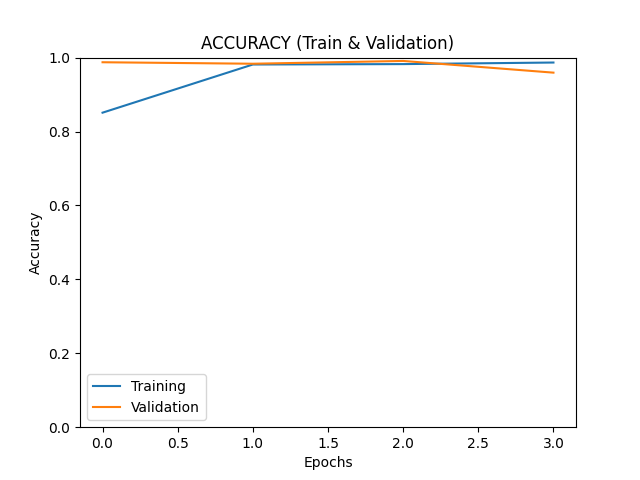 ACCURACY (Train & Validation)
1.0
0.8
0.6
0.4
0.2
0.0
Accuracy
Training
Validation
0.0 0.5 1.0 1.5 2.0 2.5 3.0
Epochs